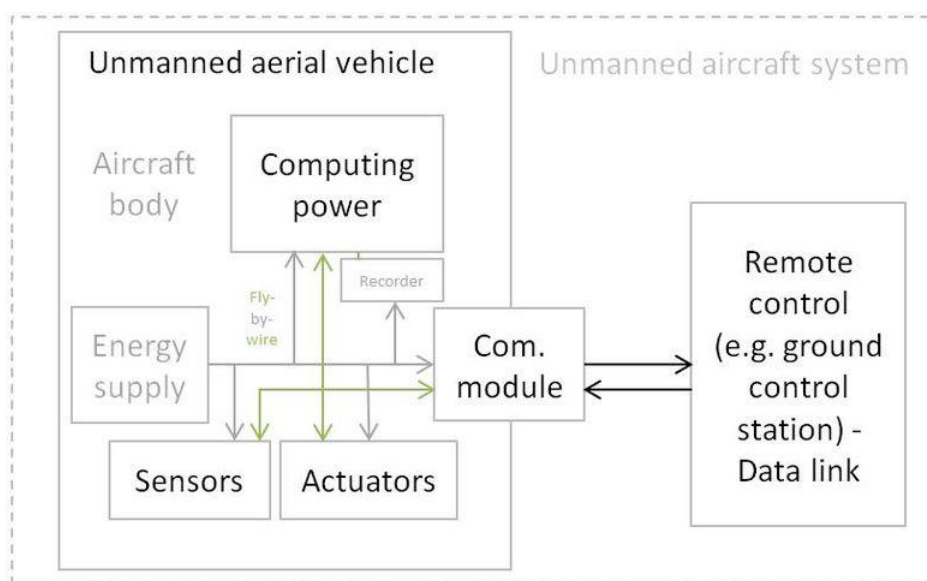 Unmanned aerial vehicle
Unmanned aircraft system
Aircraft
body
Computing
power
Recorder
Fly-
by-
wire
Energy
supply
Com.
module
Sensors
Actuators
Remote
control
(e.g. ground
control
station) -
Data link